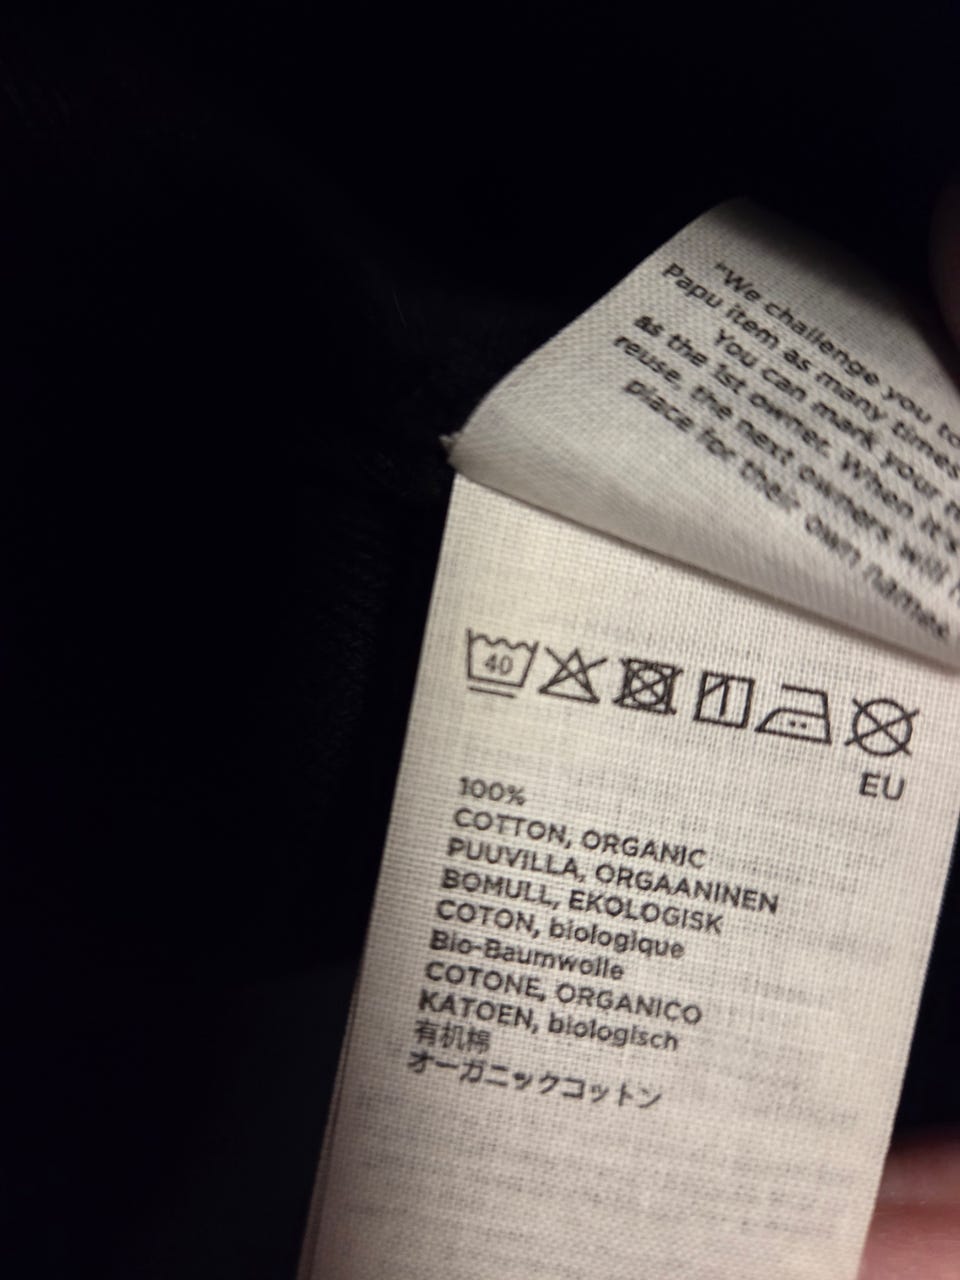 "We challenge you to
Papu item as many times
You can mark your
as the 1st owner. When it's
reuse, the next owners will
place for their own names.
40
EU
100%
COTTON, ORGANIC
PUUVILLA, ORGAANINEN
BOMULL, EKOLOGISK
COTON, biologique
Bio-Baumwolle
COTONE, ORGANICO
KATOEN, biologisch
有机棉
オーガニックコットン